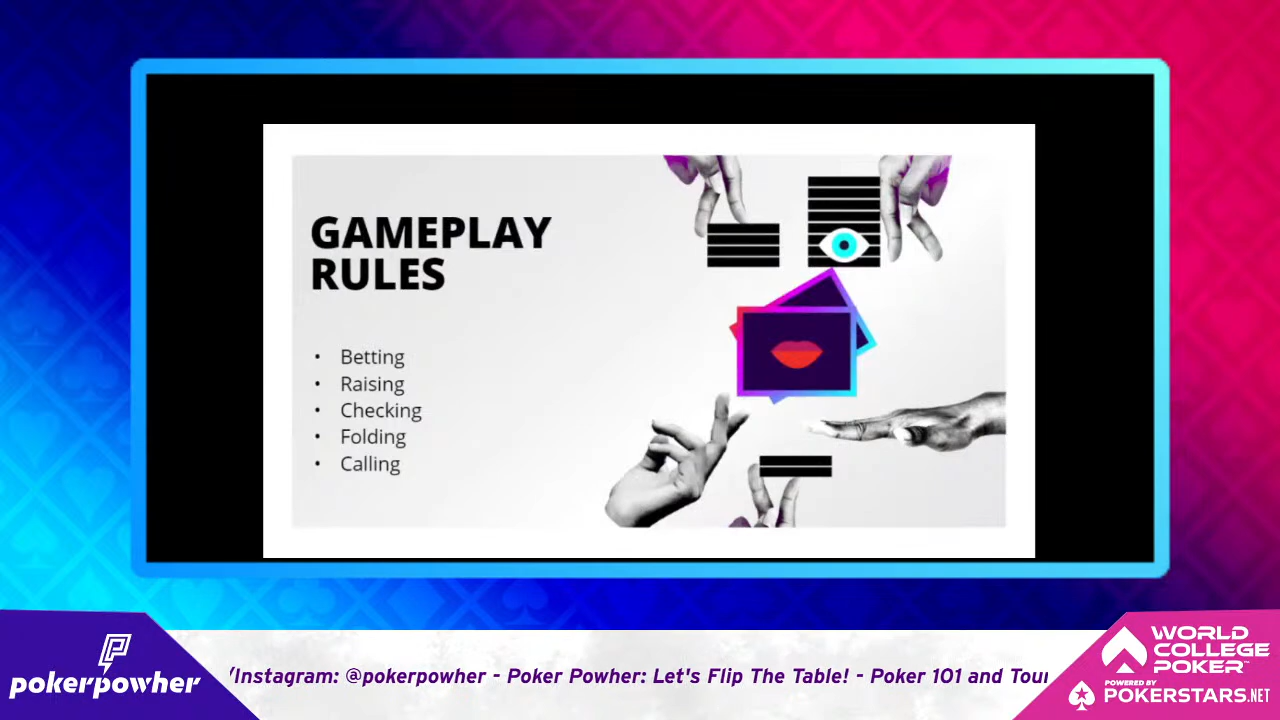 GAMEPLAY
RULES
• Betting
• Raising
• Checking
• Folding
• Calling
pokerpowher
/Instagram: @pokerpowher - Poker Powher: Let's Flip The Table! - Poker 101 and Tour
WORLD
COLLEGE
POKER™
POWERED BY
POKERSTARS.NET